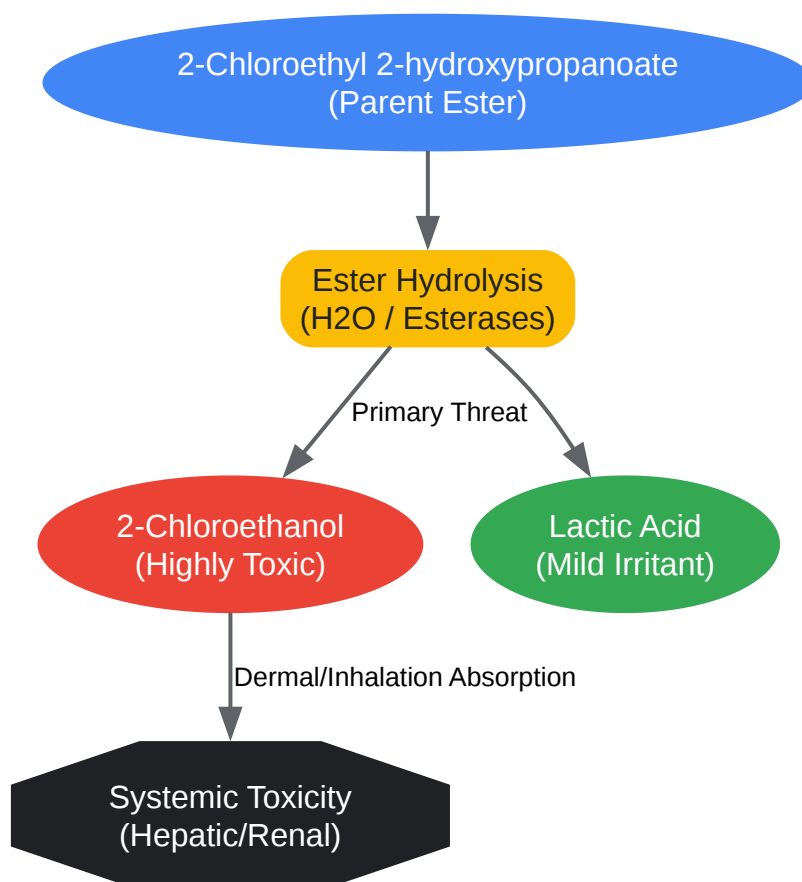 2-Chloroethyl 2-hydroxypropanoate
(Parent Ester)
Ester Hydrolysis
(H2O / Esterases)
Primary Threat
2-Chloroethanol
(Highly Toxic)
Lactic Acid
(Mild Irritant)
Dermal/Inhalation Absorption
Systemic Toxicity
(Hepatic/Renal)